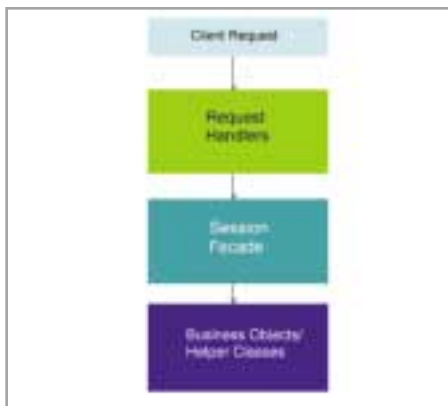 Client Request
Request
Handlers
Session
Facade
Business Objects/
Helper Classes